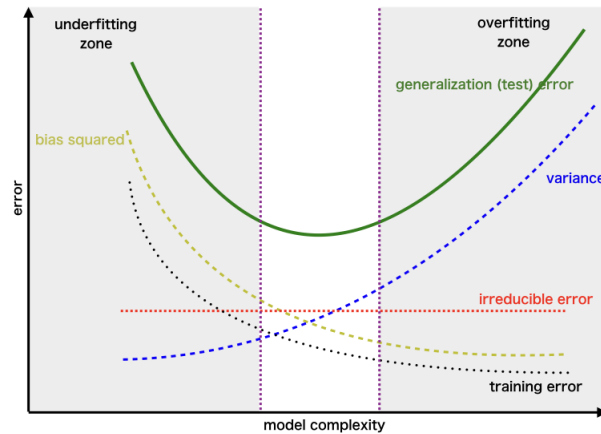 underfitting
zone
overfitting
zone
generalization (test) error
bias squared
variance
error
irreducible error
training error
model complexity